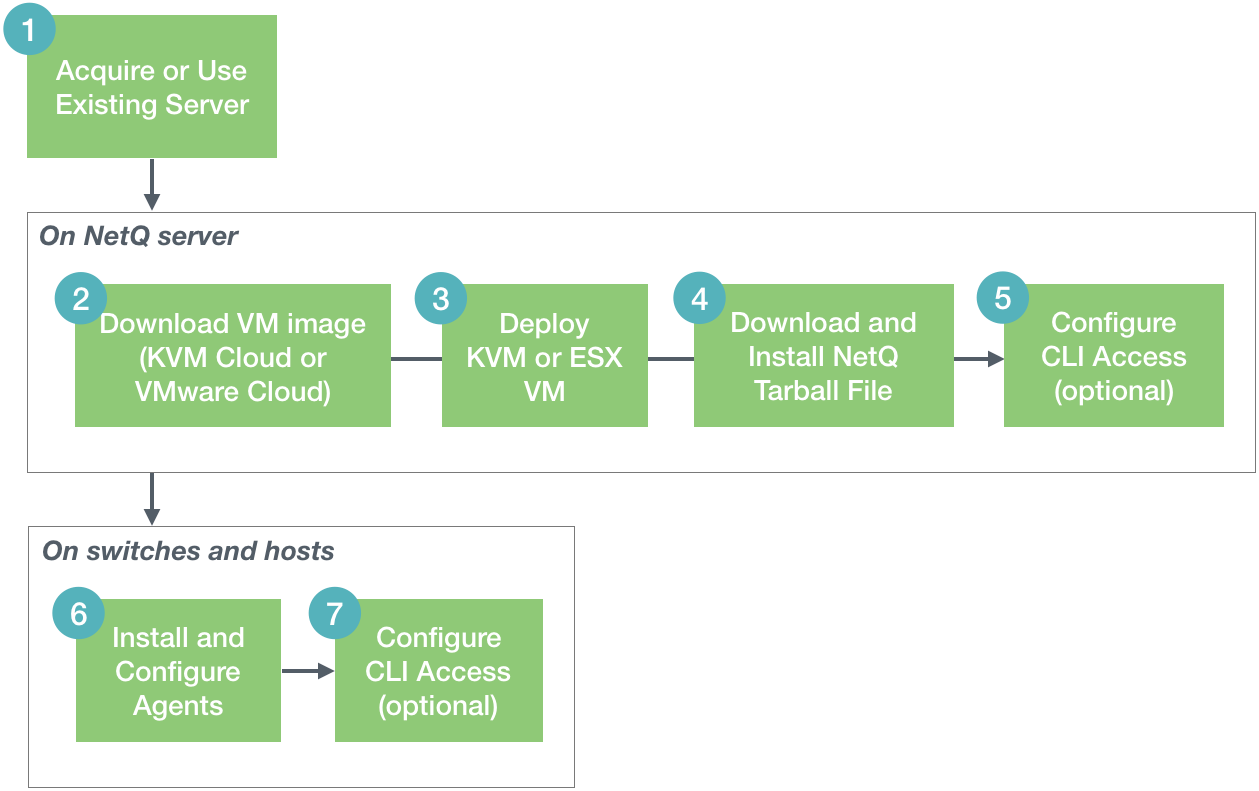 1
Acquire or Use
Existing Server
On NetQ server
2
Download VM image
(KVM Cloud or
VMware Cloud)
3
Deploy
KVM or ESX
VM
4
Download and
Install NetQ
Tarball File
5
Configure
CLI Access
(optional)
On switches and hosts
6
Install and
Configure
Agents
7
Configure
CLI Access
(optional)